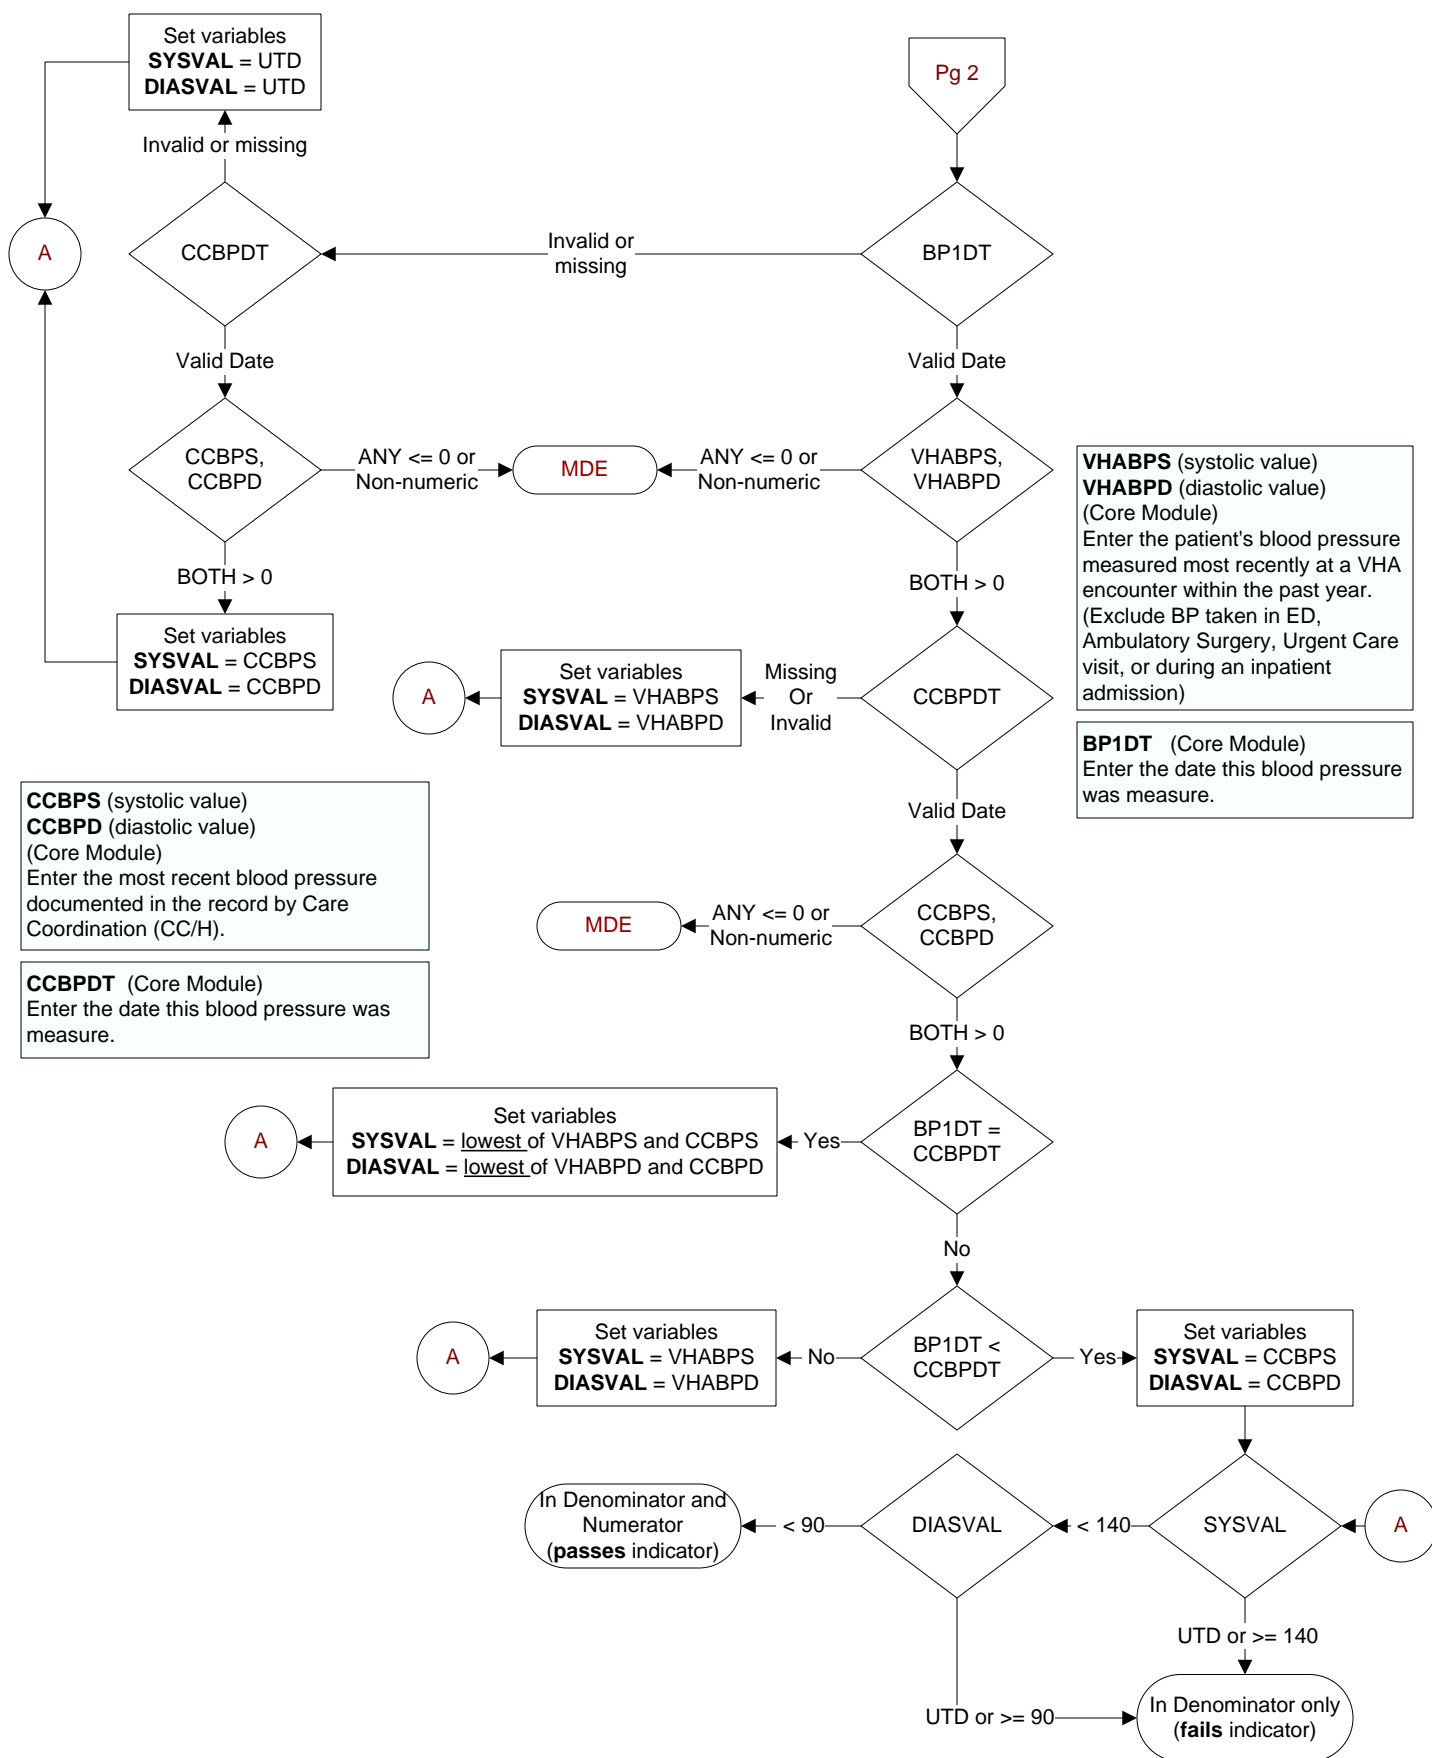 Set variables
SYSVAL = UTD
DIASVAL = UTD
Pg 2
Invalid or missing
A
CCBPDT
Invalid or
missing
BP1DT
Valid Date
Valid Date
CCBPS,
CCBPD
ANY <= 0 or
Non-numeric
MDE
ANY <= 0 or
Non-numeric
VHABPS,
VHABPD
VHABPS (systolic value)
VHABPD (diastolic value)
(Core Module)
Enter the patient's blood pressure
measured most recently at a VHA
encounter within the past year.
(Exclude BP taken in ED,
Ambulatory Surgery, Urgent Care
visit, or during an inpatient
admission)
BOTH > 0
BOTH > 0
Set variables
SYSVAL = CCBPS
DIASVAL = CCBPD
A
Set variables
SYSVAL = VHABPS
DIASVAL = VHABPD
Missing
Or
Invalid
CCBPDT
BP1DT (Core Module)
Enter the date this blood pressure
was measure.
CCBPS (systolic value)
CCBPD (diastolic value)
(Core Module)
Enter the most recent blood pressure
documented in the record by Care
Coordination (CC/H).
Valid Date
MDE
ANY <= 0 or
Non-numeric
CCBPS,
CCBPD
CCBPDT (Core Module)
Enter the date this blood pressure was
measure.
BOTH > 0
A
Set variables
SYSVAL = lowest of VHABPS and CCBPS
DIASVAL = lowest of VHABPD and CCBPD
Yes
BP1DT =
CCBPDT
No
A
Set variables
SYSVAL = VHABPS
DIASVAL = VHABPD
No
BP1DT <
CCBPDT
Yes
Set variables
SYSVAL = CCBPS
DIASVAL = CCBPD
In Denominator and
Numerator
(passes indicator)
< 90
DIASVAL
< 140
SYSVAL
A
UTD or >= 140
UTD or >= 90
In Denominator only
(fails indicator)